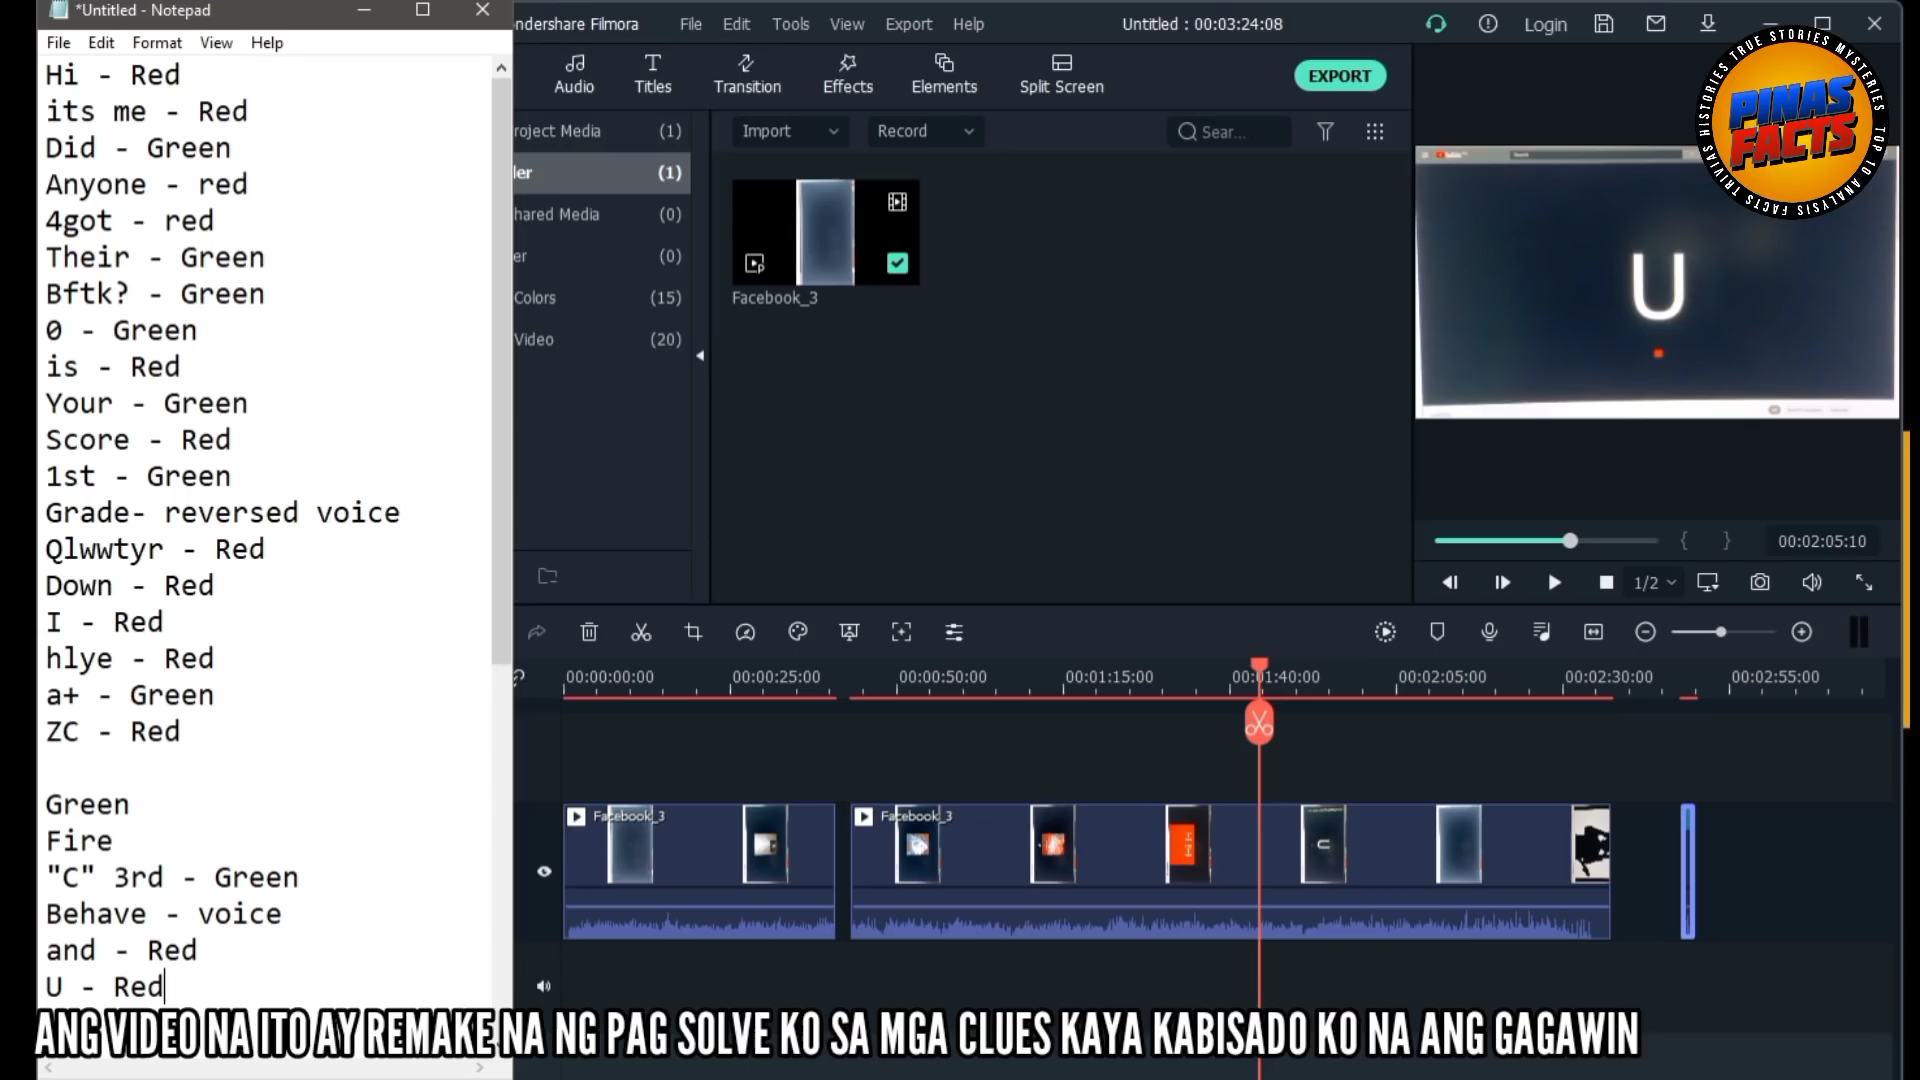 *Untitled - Notepad
File Edit Format View Help
Hi - Red
its me - Red
Did - Green
Anyone - red
4got - red
Their - Green
Bftk? - Green
0 - Green
is - Red
Your - Green
Score - Red
1st - Green
Grade- reversed voice
Qlwwtyr - Red
Down - Red
I - Red
hlye - Red
a+ - Green
ZC - Red
Green
Fire
"C" 3rd - Green
Behave - voice
and - Red
U - Red
ndershare Filmora File Edit Tools View Export Help Untitled : 00:03:24:08 Login
Audio Titles Transition Effects Elements Split Screen EXPORT
roject Media (1)
ler (1)
hared Media (0)
er (0)
Colors (15)
Video (20)
Import Record Sear...
Facebook_3
U
HISTORIES TRUE STORIES MYSTERIES TOP 10 ANALYSIS FACTS TRIVIAS
PINAS
FACTS
{ } 00:02:05:10
1/2
00:00:00:00 00:00:25:00 00:00:50:00 00:01:15:00 00:01:40:00 00:02:05:00 00:02:30:00 00:02:55:00
Facebook_3 Facebook_3
ANG VIDEO NA ITO AY REMAKE NA NG PAG SOLVE KO SA MGA CLUES KAYA KABISADO KO NA ANG GAGAWIN